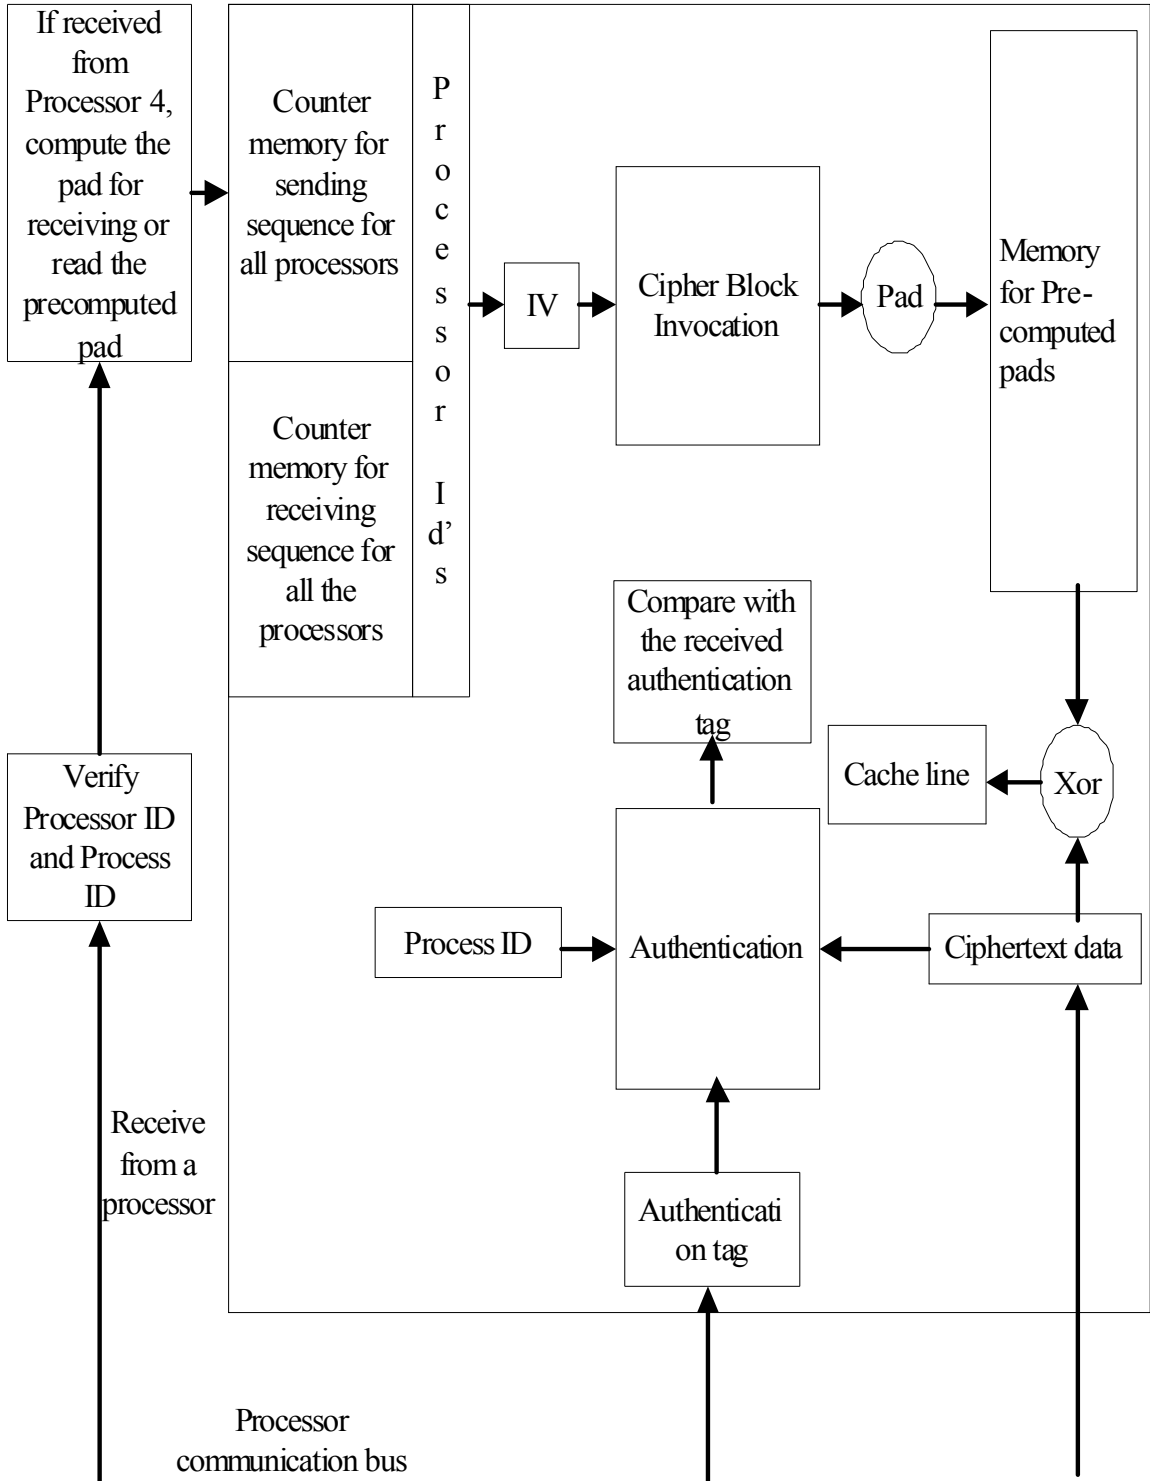 If received
from
Processor 4,
compute the
pad for
receiving or
read the
precomputed
pad
Counter
memory for
sending
sequence for
all processors
Counter
memory for
receiving
sequence for
all the
processors
P
r
o
c
e
s
s
o
r
I
d's
IV
Cipher Block
Invocation
Pad
Memory
for Pre-
computed
pads
Compare with
the received
authentication
tag
Cache line
Xor
Verify
Processor ID
and Process
ID
Process ID
Authentication
Ciphertext data
Receive
from a
processor
Authenticati
on tag
Processor
communication bus